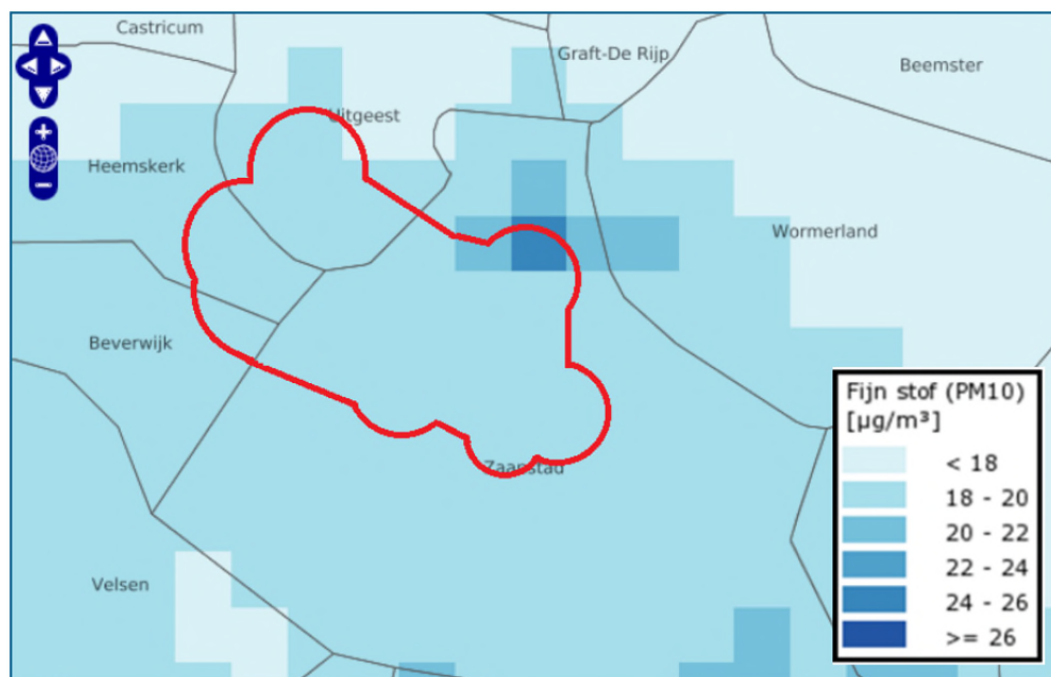 Castricum
Graft-De Rijp
Beemster
Uitgeest
Heemskerk
Wormerland
Beverwijk
Zaanstad
Velsen
Fijn stof (PM10)
[µg/m³]
< 18
18 - 20
20 - 22
22 - 24
24 - 26
>= 26